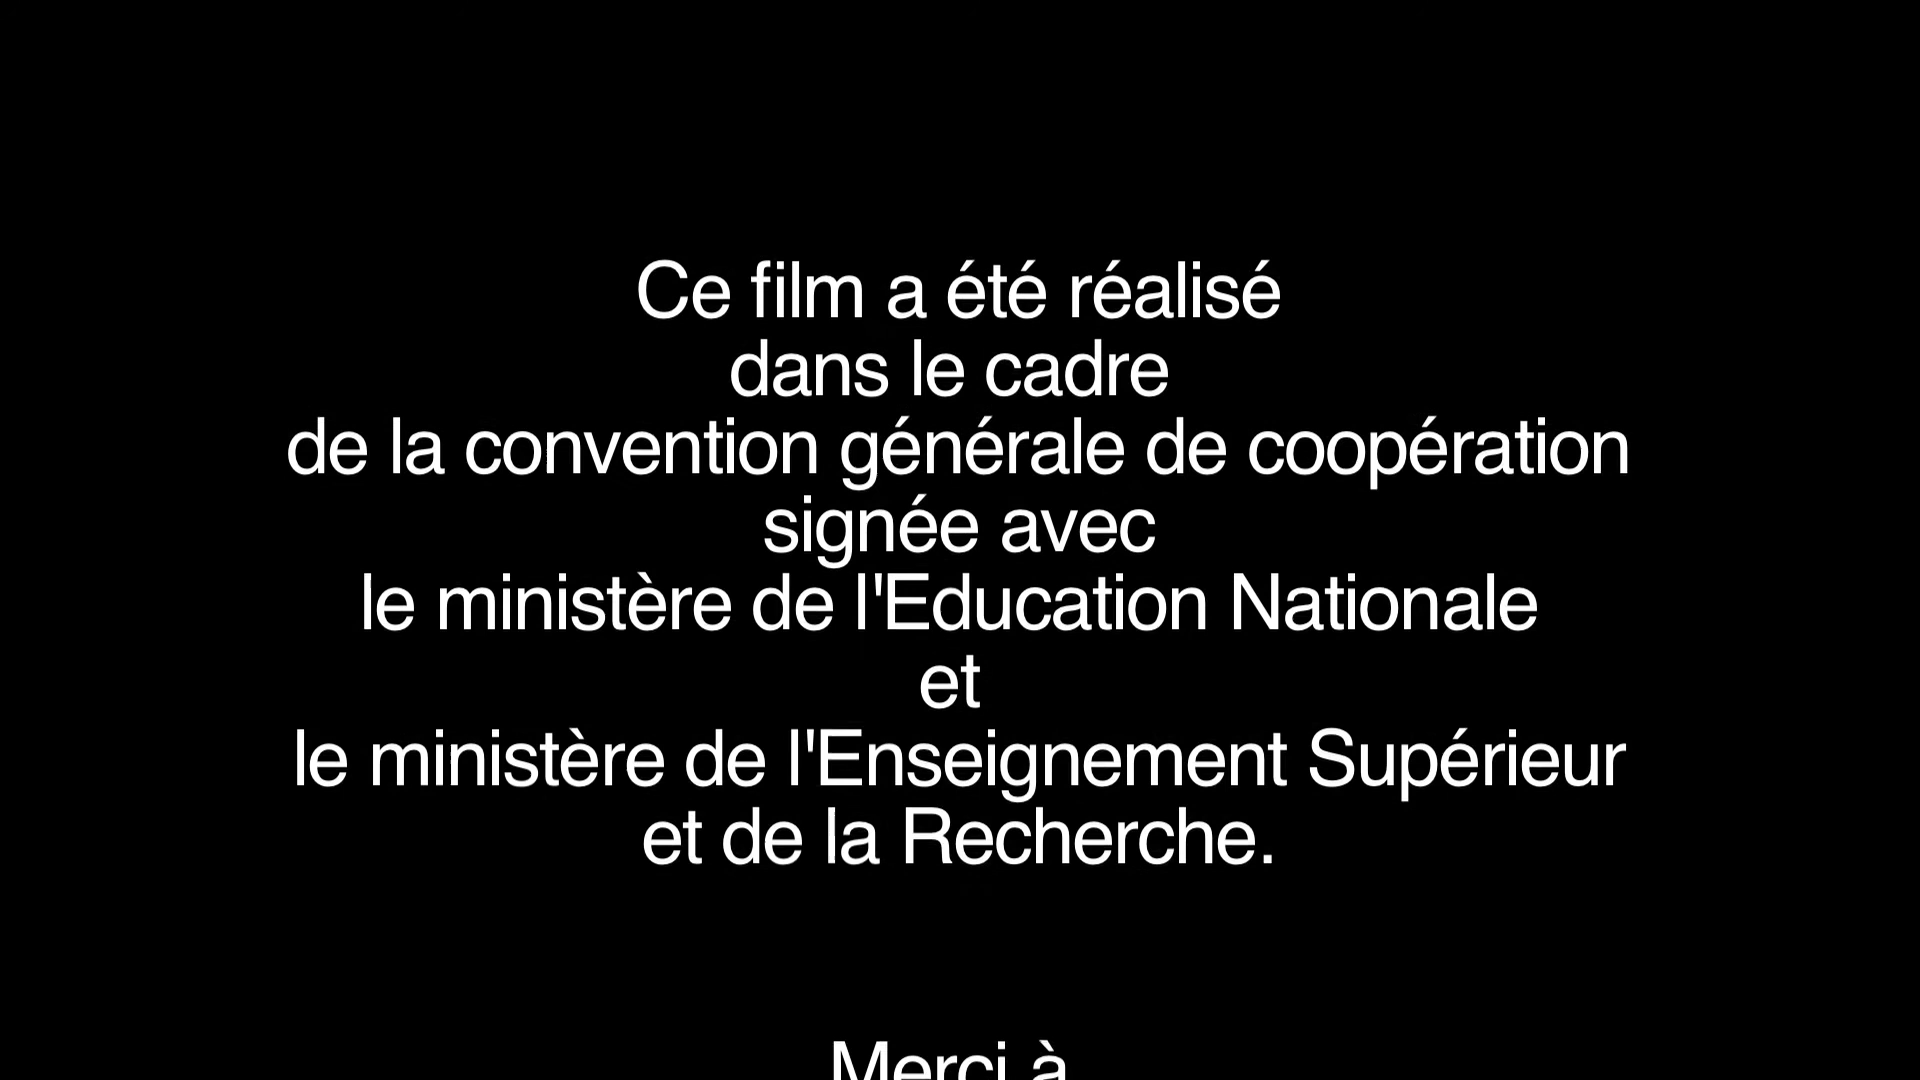 Ce film a été réalisé
dans le cadre
de la convention générale de coopération
signée avec
le ministère de l'Education Nationale
et
le ministère de l'Enseignement Supérieur
et de la Recherche.
Merci à